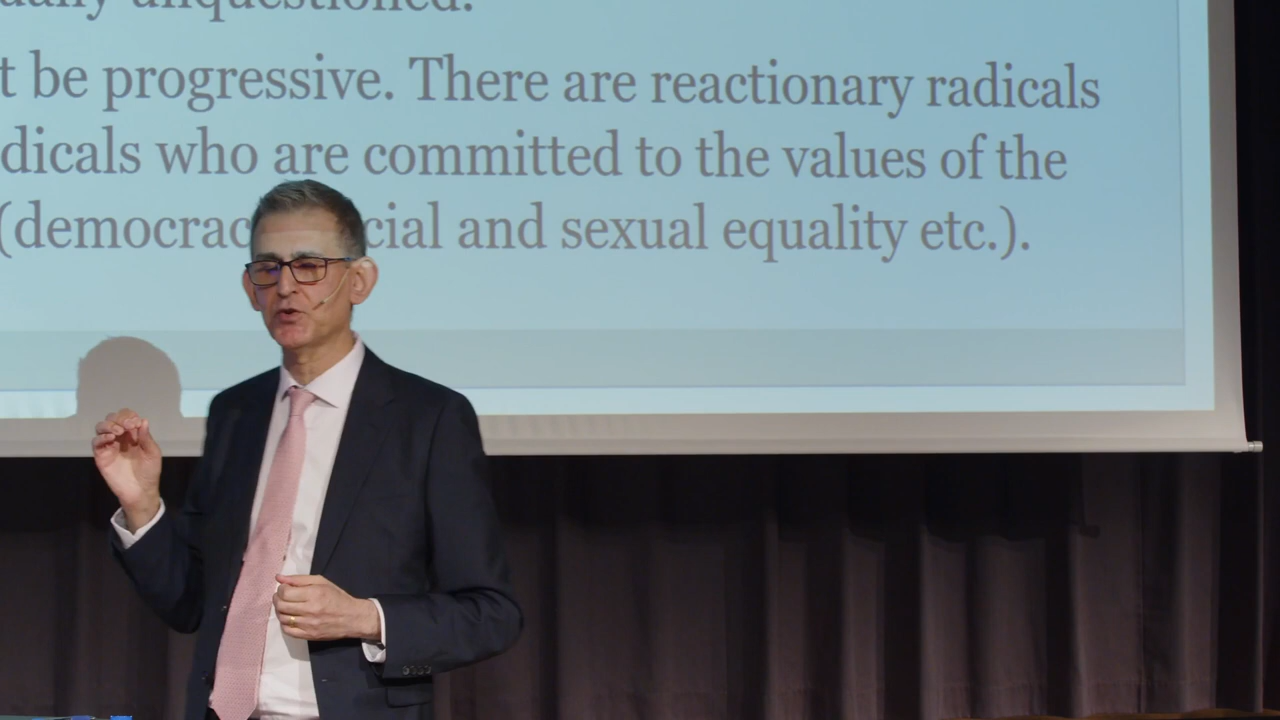 unquestioned.
t be progressive. There are reactionary radicals
dicals who are committed to the values of the
(democrac cial and sexual equality etc.).